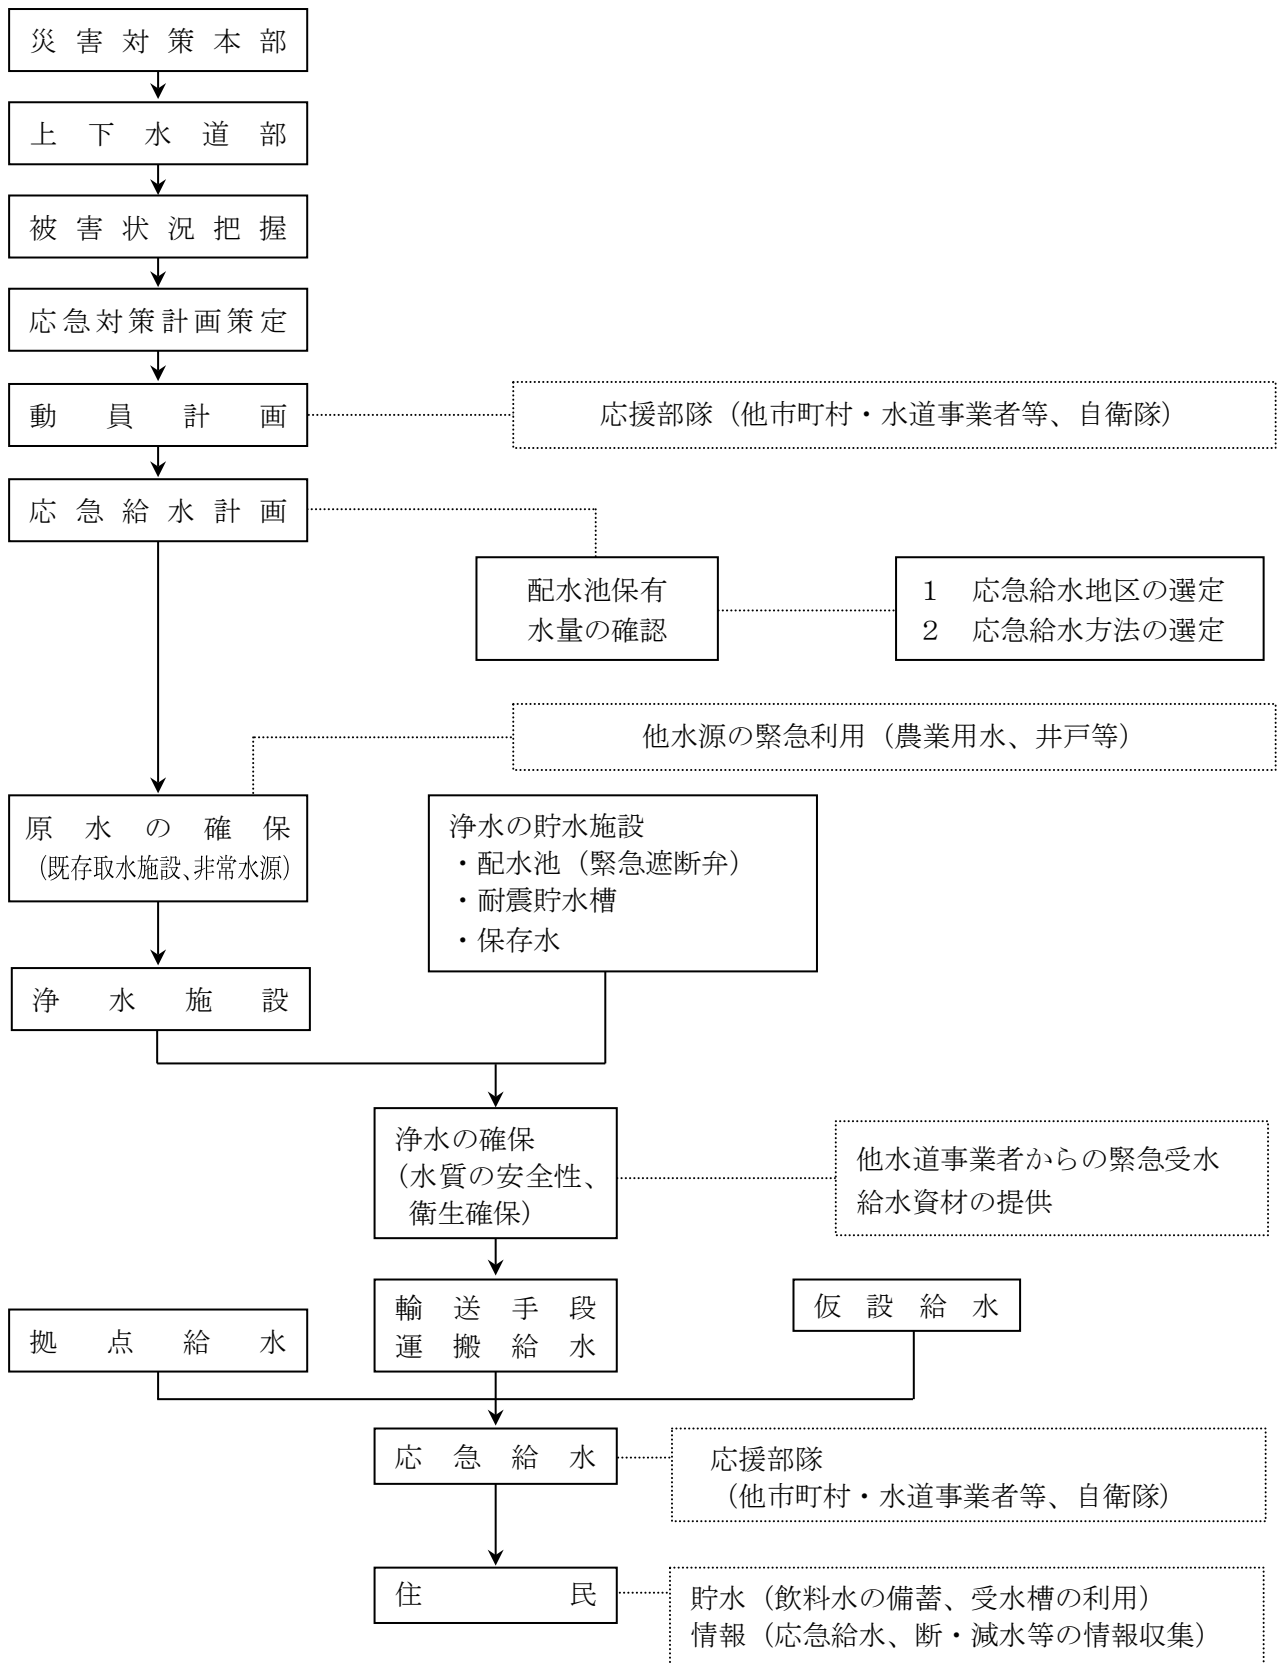 災害対策本部
上下水道部
被害状況把握
応急対策計画策定
動員計画
応援部隊（他市町村・水道事業者等、自衛隊）
応急給水計画
配水池保有
水量の確認
１　応急給水地区の選定
２　応急給水方法の選定
他水源の緊急利用（農業用水、井戸等）
原水の確保
（既存取水施設、非常水源）
浄水の貯水施設
・配水池（緊急遮断弁）
・耐震貯水槽
・保存水
浄水施設
浄水の確保
（水質の安全性、
衛生確保）
他水道事業者からの緊急受水
給水資材の提供
拠点給水
輸送手段
運搬給水
仮設給水
応急給水
応援部隊
（他市町村・水道事業者等、自衛隊）
住民
貯水（飲料水の備蓄、受水槽の利用）
情報（応急給水、断・減水等の情報収集）